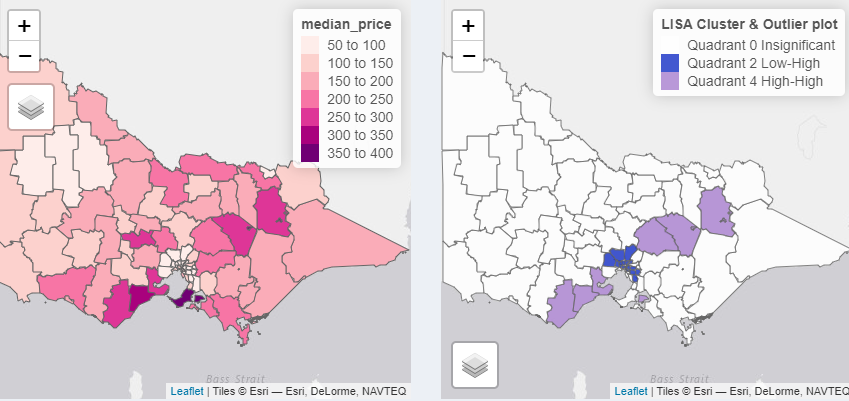 +
−
median_price
50 to 100
100 to 150
150 to 200
200 to 250
250 to 300
300 to 350
350 to 400
Bass Strait
Leaflet | Tiles © Esri — Esri, DeLorme, NAVTEQ
+
−
LISA Cluster & Outlier plot
Quadrant 0 Insignificant
Quadrant 2 Low-High
Quadrant 4 High-High
Bass Strait
Leaflet | Tiles © Esri — Esri, DeLorme, NAVTEQ